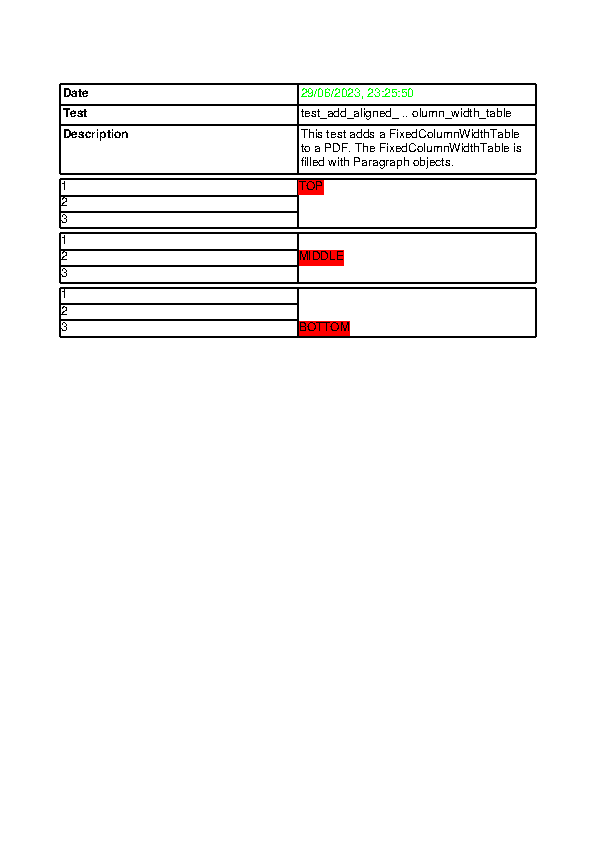 Date 29/06/2023, 23:25:50
Test test_add_aligned_ .. olumn_width_table
Description This test adds a FixedColumnWidthTable
to a PDF. The FixedColumnWidthTable is
filled with Paragraph objects.
1 TOP
2
3
1
2 MIDDLE
3
1
2
3 BOTTOM